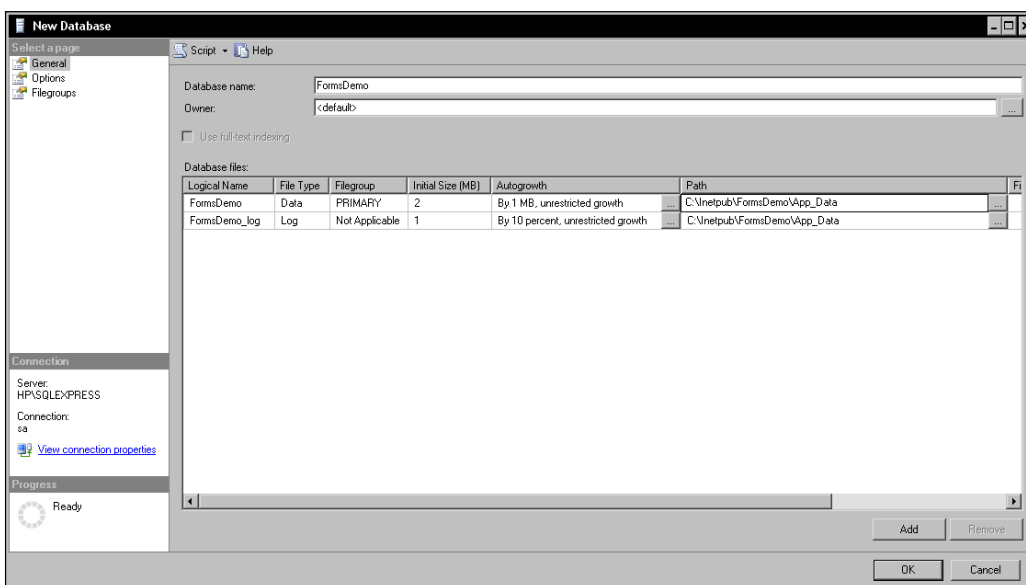 New Database
Select a page
General
Options
Filegroups
Script Help
Database name: FormsDemo
Owner: <default> ...
Use full-text indexing
Database files:
Logical Name File Type Filegroup Initial Size (MB) Autogrowth Path Fi
FormsDemo Data PRIMARY 2 By 1 MB, unrestricted growth ... C:\Inetpub\FormsDemo\App_Data ...
FormsDemo_log Log Not Applicable 1 By 10 percent, unrestricted growth ... C:\Inetpub\FormsDemo\App_Data ...
Connection
Server:
HP\SQLEXPRESS
Connection:
sa
View connection properties
Progress
Ready
Add Remove
OK Cancel